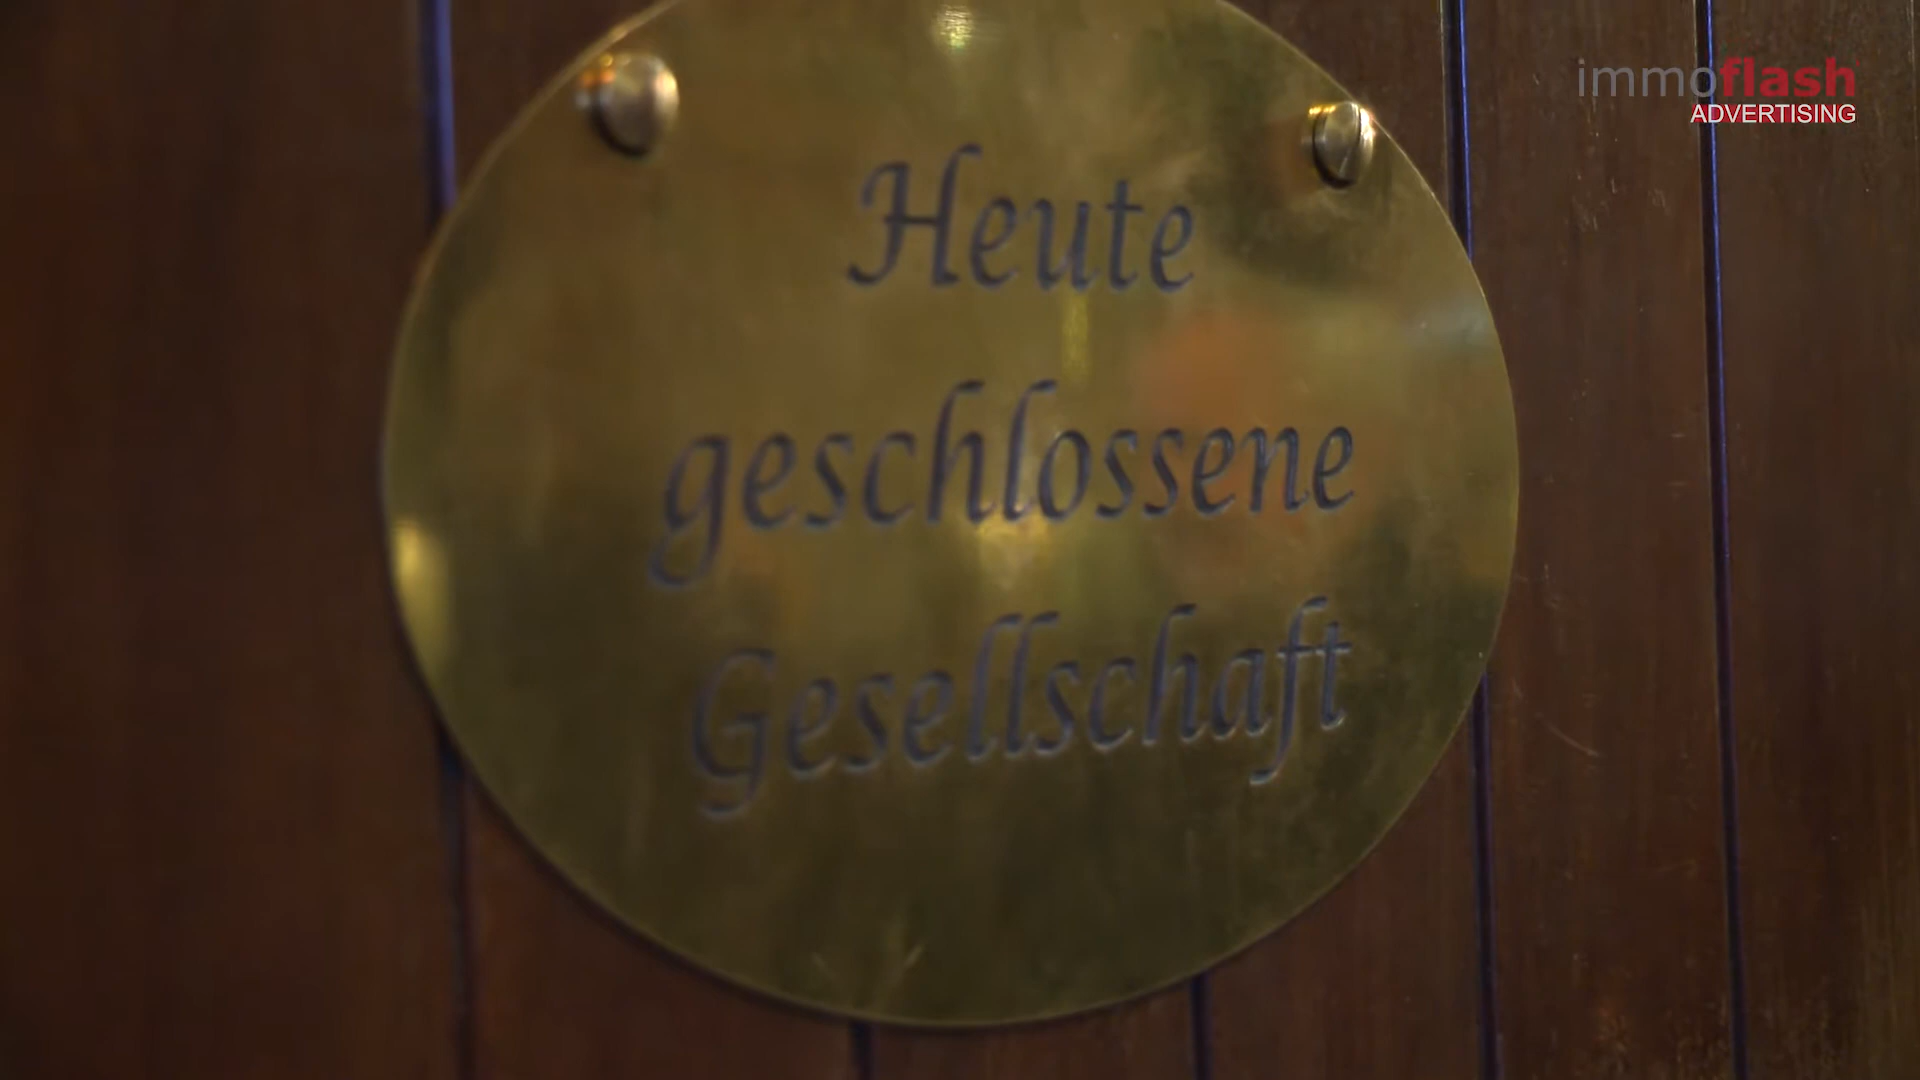 immoflash
ADVERTISING
Heute
geschlossene
Gesellschaft